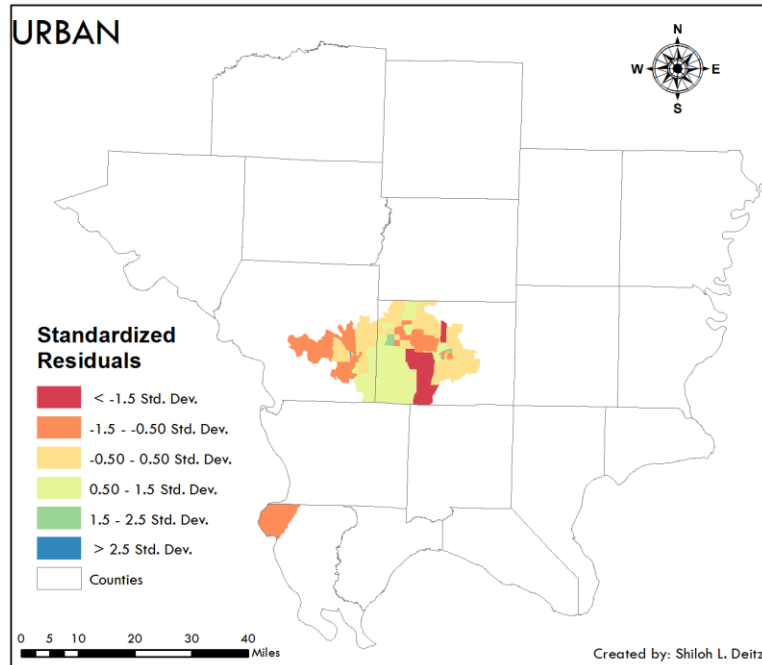 URBAN
N
W E
S
Standardized
Residuals
< -1.5 Std. Dev.
-1.5 - -0.50 Std. Dev.
-0.50 - 0.50 Std. Dev.
0.50 - 1.5 Std. Dev.
1.5 - 2.5 Std. Dev.
> 2.5 Std. Dev.
Counties
0 5 10 20 30 40
Miles
Created by: Shiloh L. Deitz